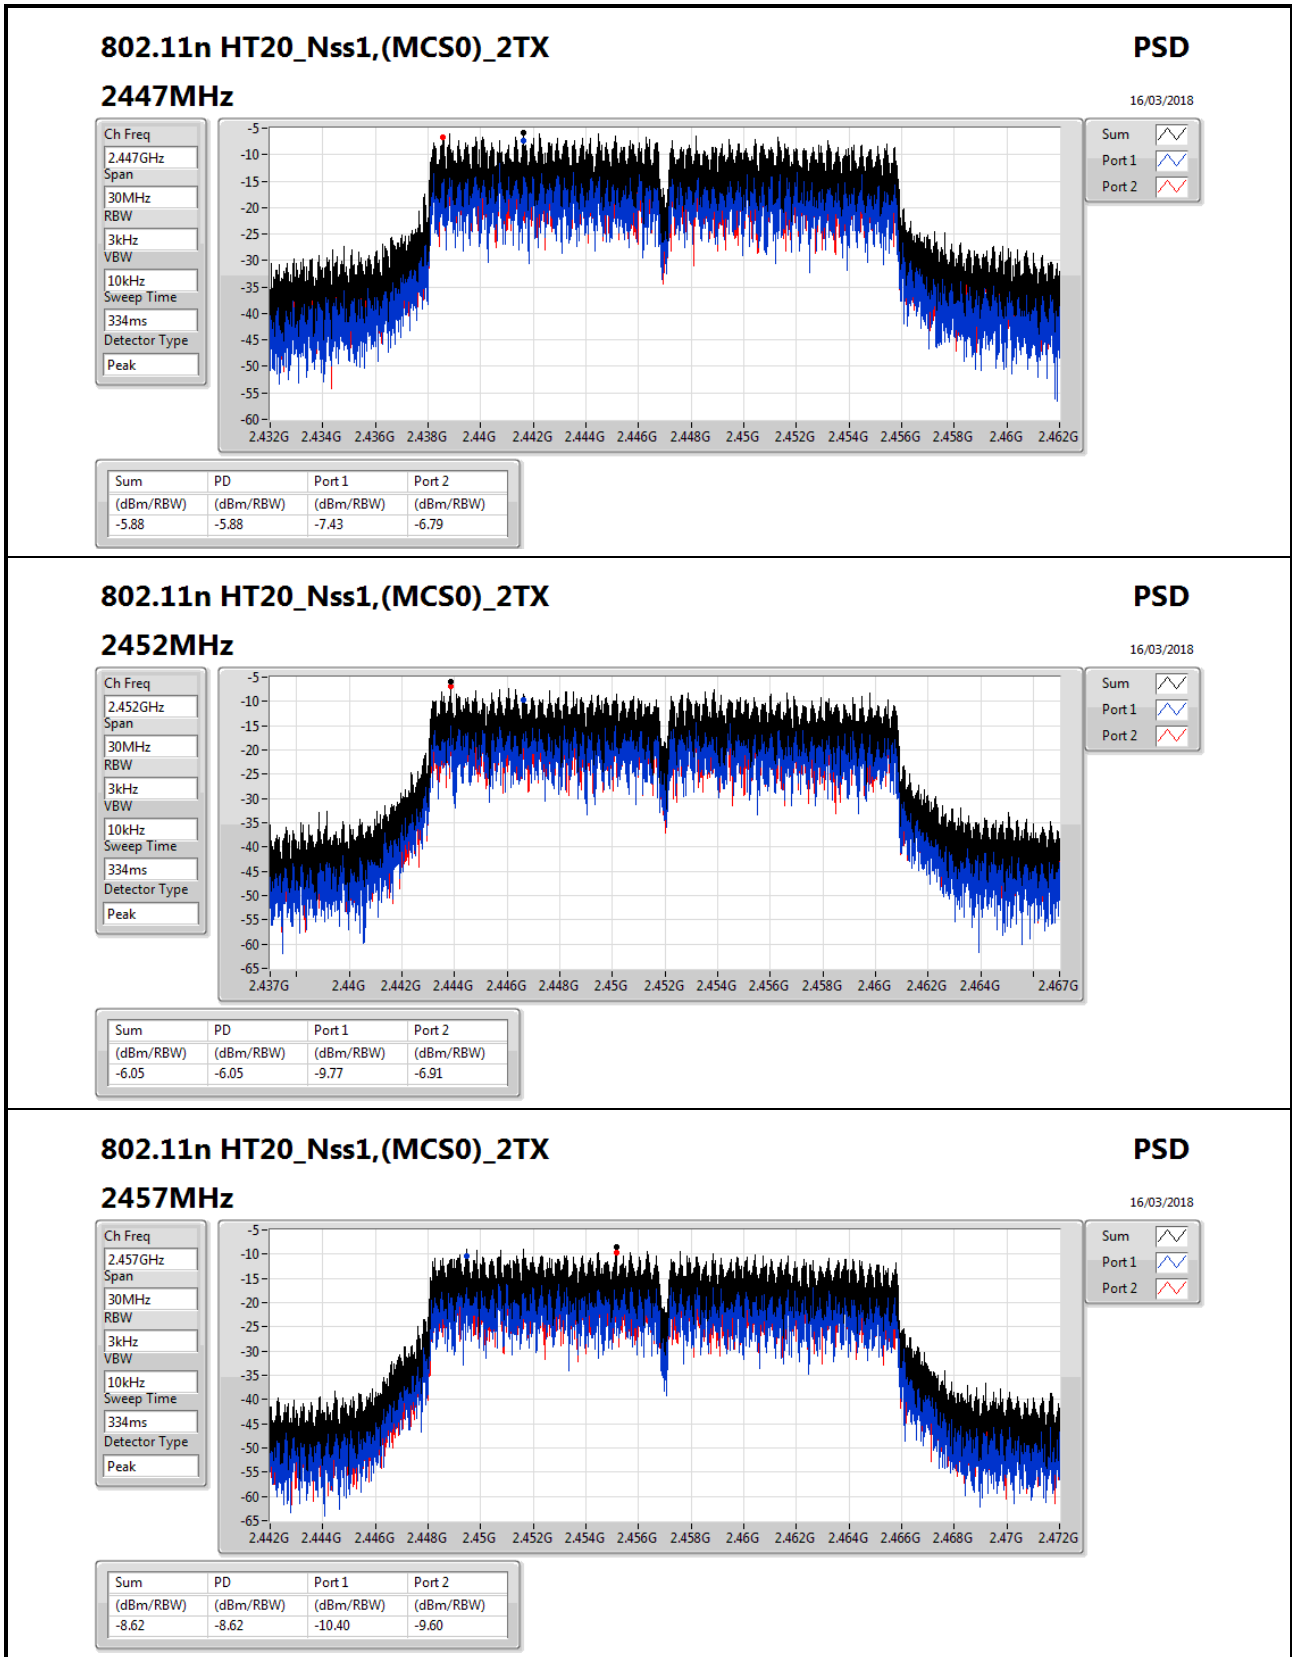 802.11n HT20_Nss1,(MCS0)_2TX PSD
2447MHz
16/03/2018
Ch Freq
2.447GHz
Span
30MHz
RBW
3kHz
VBW
10kHz
Sweep Time
334ms
Detector Type
Peak
-5
-10
-15
-20
-25
-30
-35
-40
-45
-50
-55
-60
2.432G 2.434G 2.436G 2.438G 2.44G 2.442G 2.444G 2.446G 2.448G 2.45G 2.452G 2.454G 2.456G 2.458G 2.46G 2.462G
Sum
Port 1
Port 2
Sum PD Port 1 Port 2
(dBm/RBW) (dBm/RBW) (dBm/RBW) (dBm/RBW)
-5.88 -5.88 -7.43 -6.79
802.11n HT20_Nss1,(MCS0)_2TX PSD
2452MHz
16/03/2018
Ch Freq
2.452GHz
Span
30MHz
RBW
3kHz
VBW
10kHz
Sweep Time
334ms
Detector Type
Peak
-5
-10
-15
-20
-25
-30
-35
-40
-45
-50
-55
-60
-65
2.437G 2.44G 2.442G 2.444G 2.446G 2.448G 2.45G 2.452G 2.454G 2.456G 2.458G 2.46G 2.462G 2.464G 2.467G
Sum
Port 1
Port 2
Sum PD Port 1 Port 2
(dBm/RBW) (dBm/RBW) (dBm/RBW) (dBm/RBW)
-6.05 -6.05 -9.77 -6.91
802.11n HT20_Nss1,(MCS0)_2TX PSD
2457MHz
16/03/2018
Ch Freq
2.457GHz
Span
30MHz
RBW
3kHz
VBW
10kHz
Sweep Time
334ms
Detector Type
Peak
-5
-10
-15
-20
-25
-30
-35
-40
-45
-50
-55
-60
-65
2.442G 2.444G 2.446G 2.448G 2.45G 2.452G 2.454G 2.456G 2.458G 2.46G 2.462G 2.464G 2.466G 2.468G 2.47G 2.472G
Sum
Port 1
Port 2
Sum PD Port 1 Port 2
(dBm/RBW) (dBm/RBW) (dBm/RBW) (dBm/RBW)
-8.62 -8.62 -10.40 -9.60